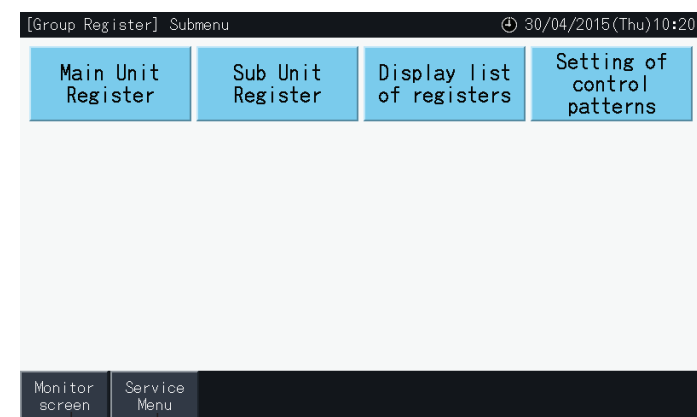 [Group Register] Submenu
30/04/2015(Thu)10:20
Main Unit
Register
Sub Unit
Register
Display list
of registers
Setting of
control
patterns
Monitor
screen
Service
Menu